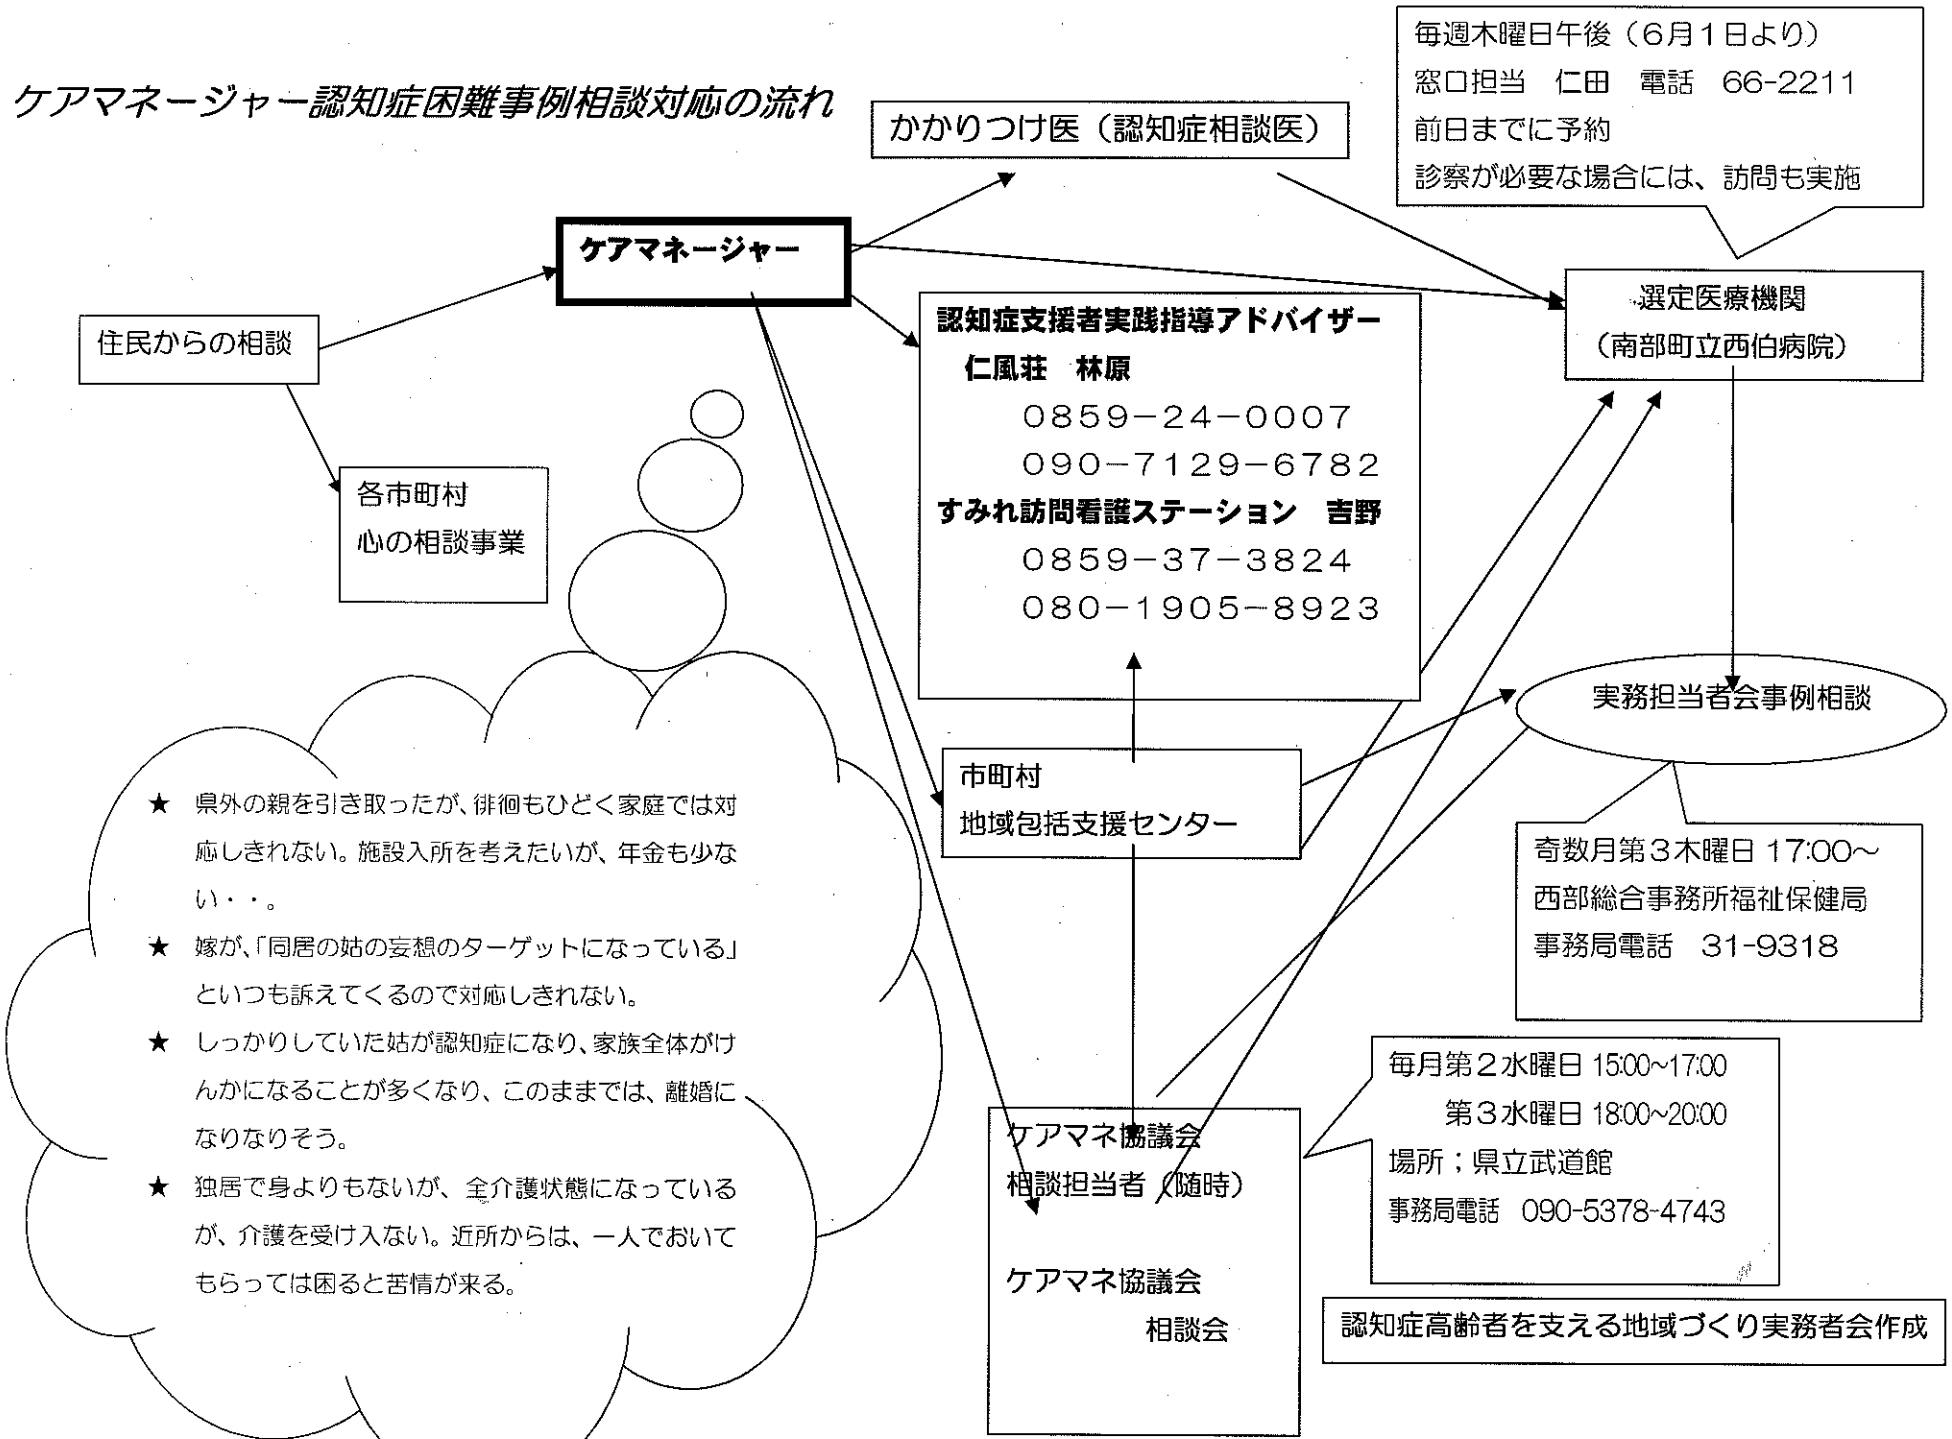 ケアマネージャー認知症困難事例相談対応の流れ
毎週木曜日午後（６月１日より）
窓口担当　仁田　電話　66-2211
前日までに予約
診察が必要な場合には、訪問も実施
かかりつけ医（認知症相談医）
ケアマネージャー
選定医療機関
（南部町立西伯病院）
住民からの相談
各市町村
心の相談事業
認知症支援者実践指導アドバイザー
仁風荘　林原
０８５９－２４－０００７
０９０－７１２９－６７８２
すみれ訪問看護ステーション　吉野
０８５９－３７－３８２４
０８０－１９０５－８９２３
実務担当者会事例相談
市町村
地域包括支援センター
奇数月第３木曜日 17:00～
西部総合事務所福祉保健局
事務局電話　31-9318
★　県外の親を引き取ったが、徘徊もひどく家庭では対
応しきれない。施設入所を考えたいが、年金も少な
い・・。
★　嫁が、「同居の姑の妄想のターゲットになっている」
といつも訴えてくるので対応しきれない。
★　しっかりしていた姑が認知症になり、家族全体がけ
んかになることが多くなり、このままでは、離婚に
なりなりそう。
★　独居で身よりもないが、全介護状態になっている
が、介護を受け入ない。近所からは、一人でおいて
もらっては困ると苦情が来る。
ケアマネ協議会
相談担当者（随時）
ケアマネ協議会
相談会
毎月第２水曜日 15:00~17:00
第３水曜日 18:00~20:00
場所；県立武道館
事務局電話　090-5378-4743
認知症高齢者を支える地域づくり実務者会作成